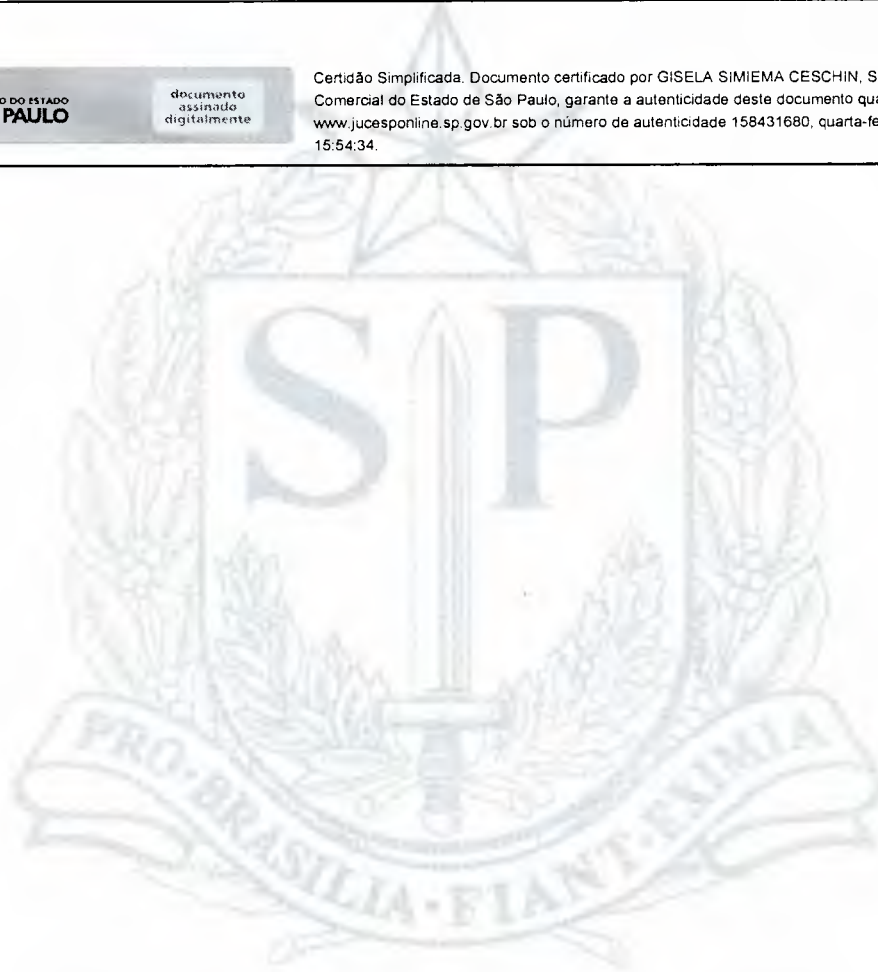 O DO ESTADO
PAULO
documento
assinado
digitalmente
Certidão Simplificada. Documento certificado por GISELA SIMIEMA CESCHIN, S
Comercial do Estado de São Paulo, garante a autenticidade deste documento qua
www.jucesponline.sp.gov.br sob o número de autenticidade 158431680, quarta-fe
15:54:34.
S P
PRO·BRASILIA·FIANT·EXIMIA